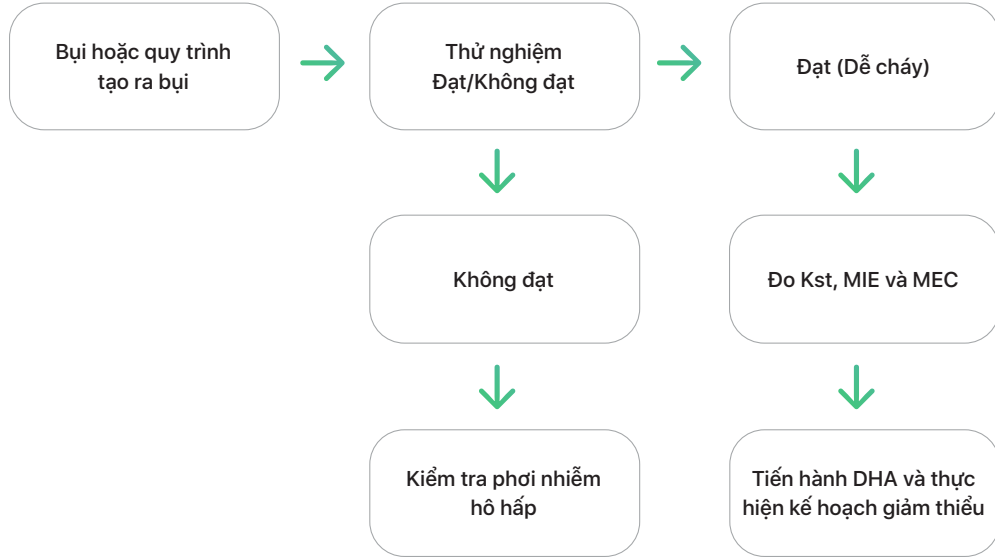 Bụi hoặc quy trình
tạo ra bụi
Thử nghiệm
Đạt/Không đạt
Đạt (Dễ cháy)
Không đạt
Đo Kst, MIE và MEC
Kiểm tra phơi nhiễm
hô hấp
Tiến hành DHA và thực
hiện kế hoạch giảm thiểu